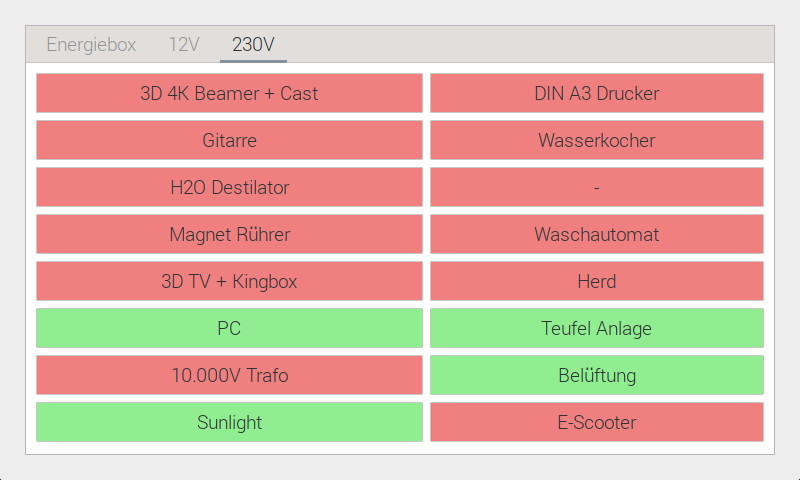 Energiebox 12V 230V
3D 4K Beamer + Cast DIN A3 Drucker
Gitarre Wasserkocher
H2O Destilator -
Magnet Rührer Waschautomat
3D TV + Kingbox Herd
PC Teufel Anlage
10.000V Trafo Belüftung
Sunlight E-Scooter